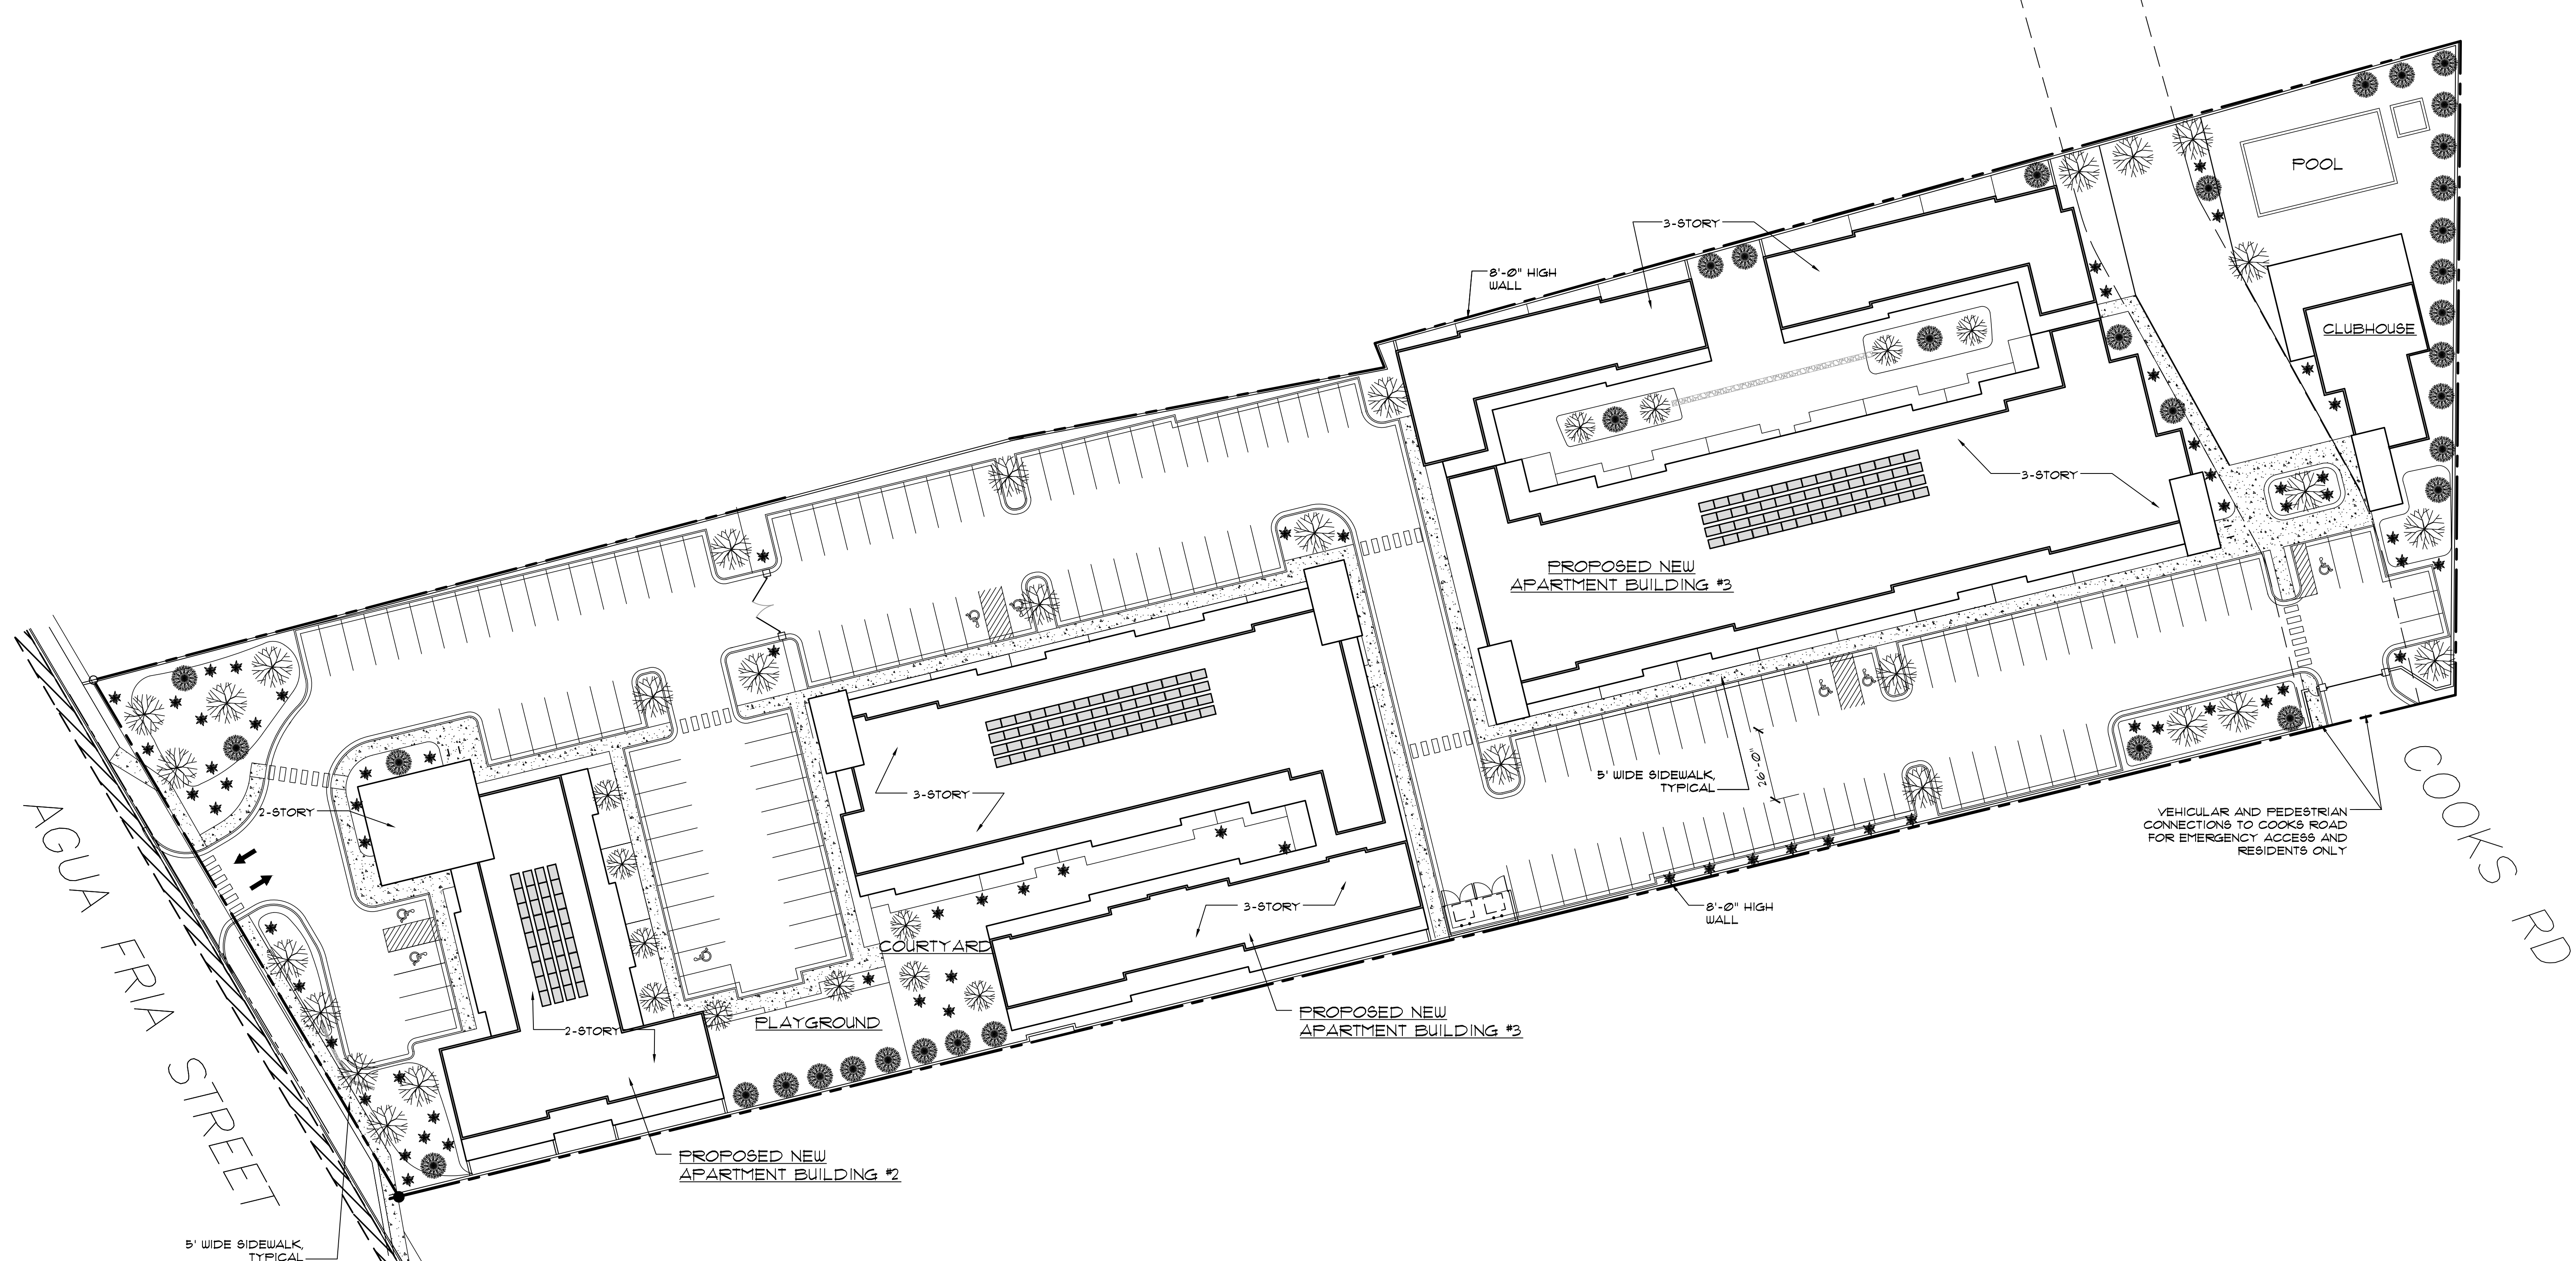 POOL
3-STORY
8'-0" HIGH
WALL
CLUBHOUSE
3-STORY
PROPOSED NEW
APARTMENT BUILDING #3
5' WIDE SIDEWALK,
TYPICAL
26'-0"
COOKS RD
VEHICULAR AND PEDESTRIAN
CONNECTIONS TO COOKS ROAD
FOR EMERGENCY ACCESS AND
RESIDENTS ONLY
2-STORY
3-STORY
3-STORY
8'-0" HIGH
WALL
AGUA FRIA STREET
COURTYARD
PLAYGROUND
2-STORY
PROPOSED NEW
APARTMENT BUILDING #3
PROPOSED NEW
APARTMENT BUILDING #2
5' WIDE SIDEWALK,
TYPICAL